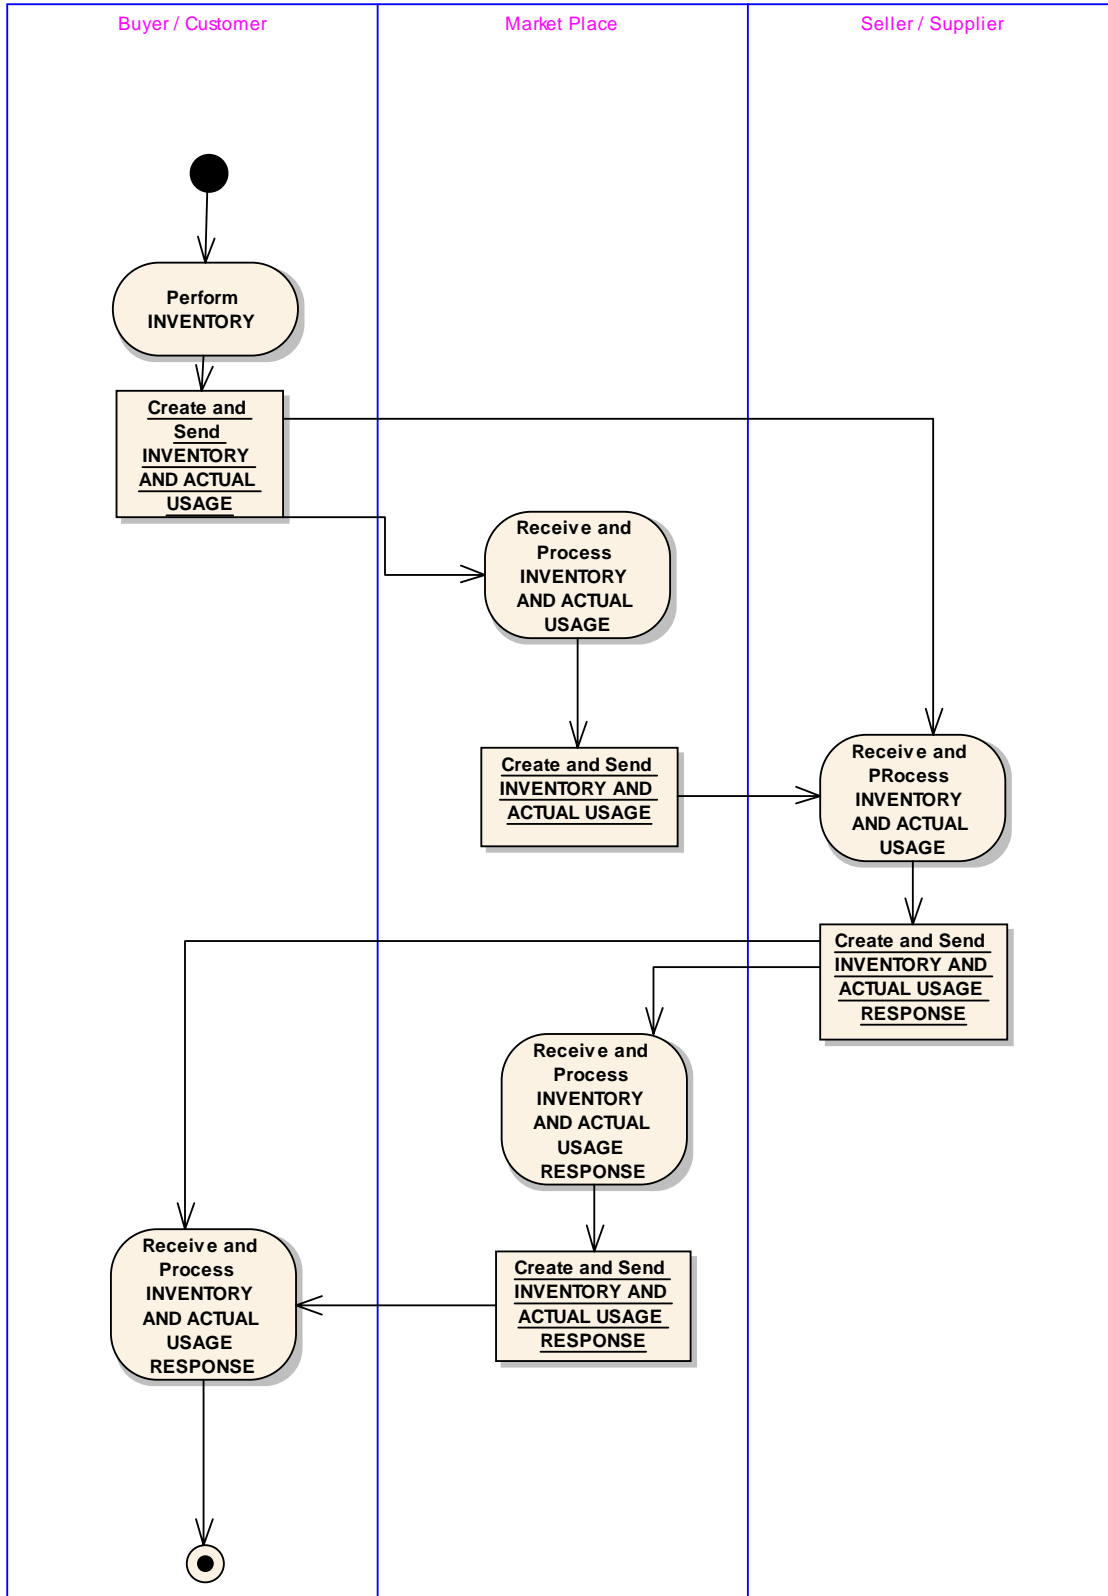 Buyer / Customer
Market Place
Seller / Supplier
Perform
INVENTORY
Create and
Send
INVENTORY
AND ACTUAL
USAGE
Receive and
Process
INVENTORY
AND ACTUAL
USAGE
Create and Send
INVENTORY AND
ACTUAL USAGE
Receive and
PRocess
INVENTORY
AND ACTUAL
USAGE
Create and Send
INVENTORY AND
ACTUAL USAGE
RESPONSE
Receive and
Process
INVENTORY
AND ACTUAL
USAGE
RESPONSE
Create and Send
INVENTORY AND
ACTUAL USAGE
RESPONSE
Receive and
Process
INVENTORY
AND ACTUAL
USAGE
RESPONSE